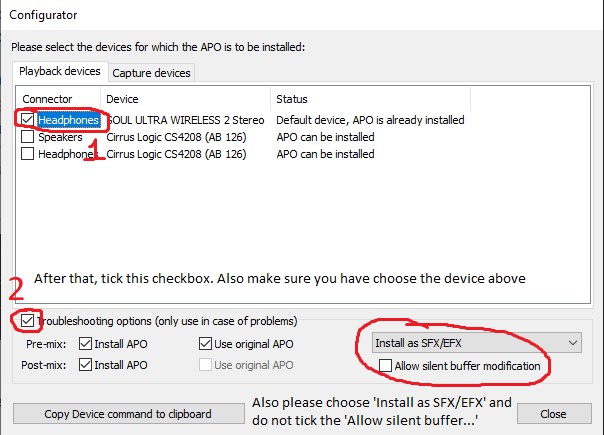 Configurator
Please select the devices for which the APO is to be installed:
Playback devices Capture devices
Connector Device Status
Headphones SOUL ULTRA WIRELESS 2 Stereo Default device, APO is already installed
Speakers Cirrus Logic CS4208 (AB 126) APO can be installed
Headphones Cirrus Logic CS4208 (AB 126) APO can be installed
1
2 After that, tick this checkbox. Also make sure you have choose the device above
Troubleshooting options (only use in case of problems)
Pre-mix: Install APO Use original APO Install as SFX/EFX
Post-mix: Install APO Use original APO Allow silent buffer modification
Also please choose 'Install as SFX/EFX' and
do not tick the 'Allow silent buffer...'
Copy Device command to clipboard Close